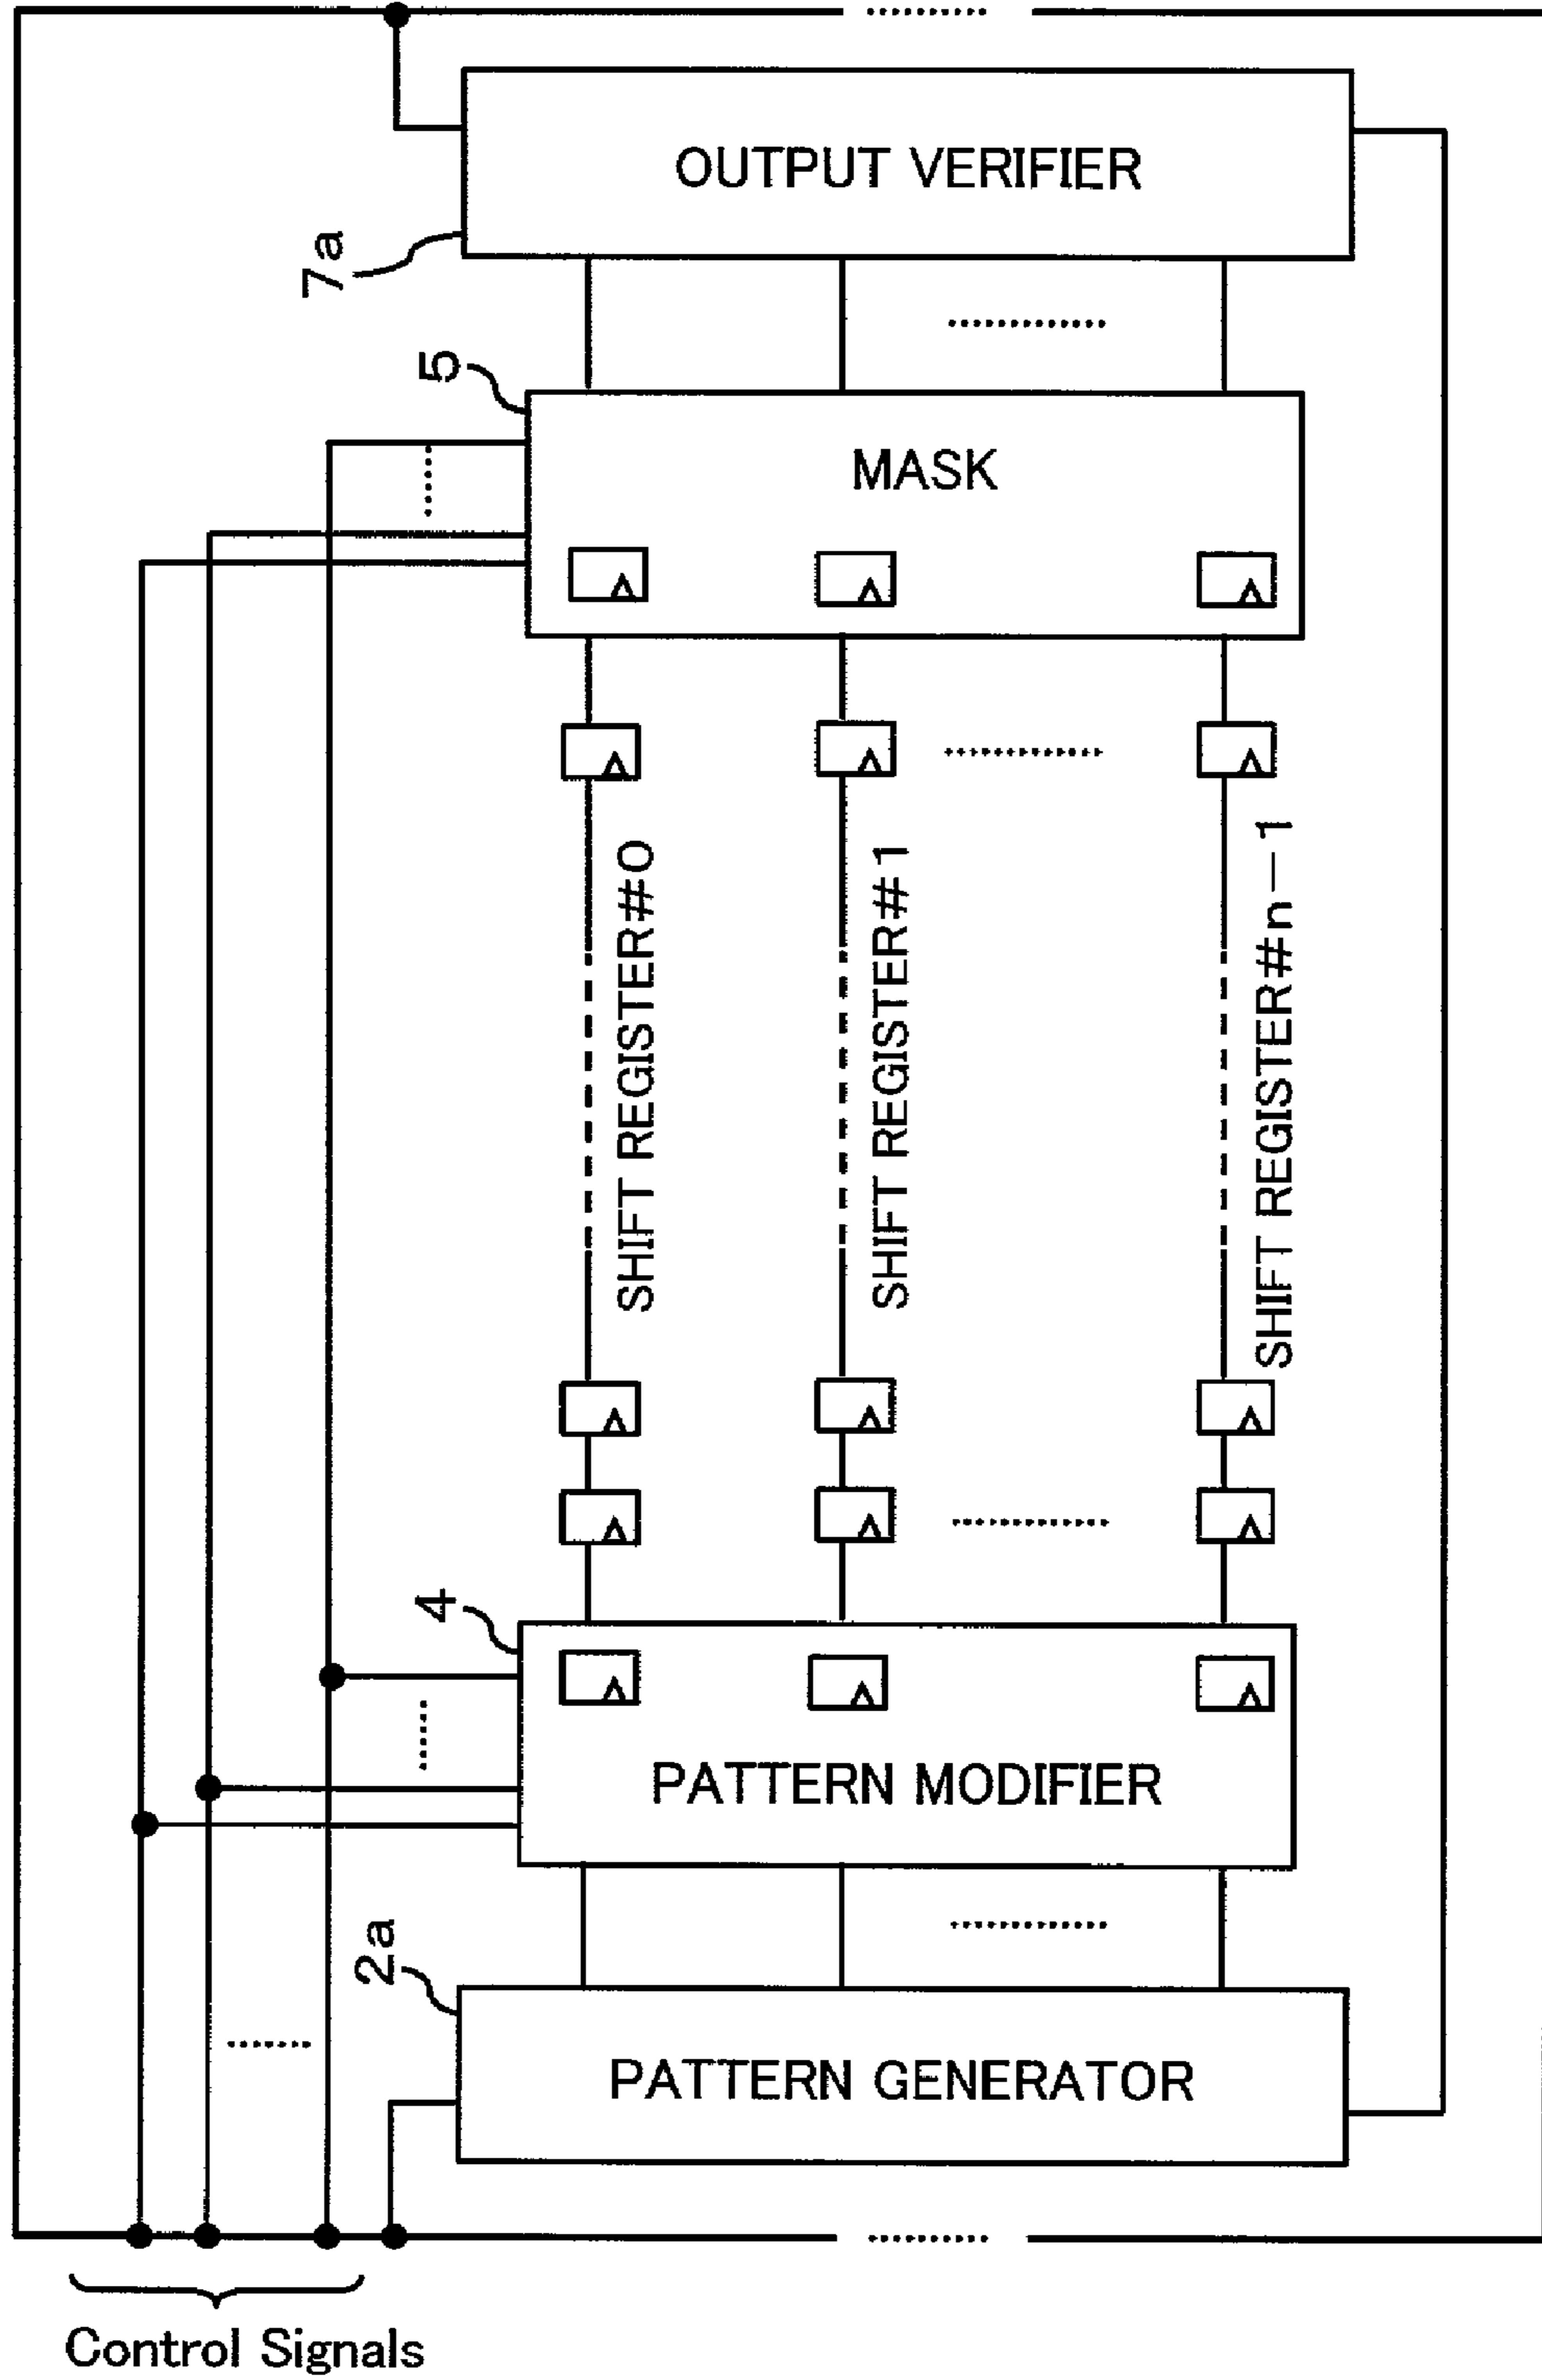 OUTPUT VERIFIER
7a
5
MASK
SHIFT REGISTER#0
SHIFT REGISTER#1
SHIFT REGISTER#n-1
4
PATTERN MODIFIER
2a
PATTERN GENERATOR
Control Signals